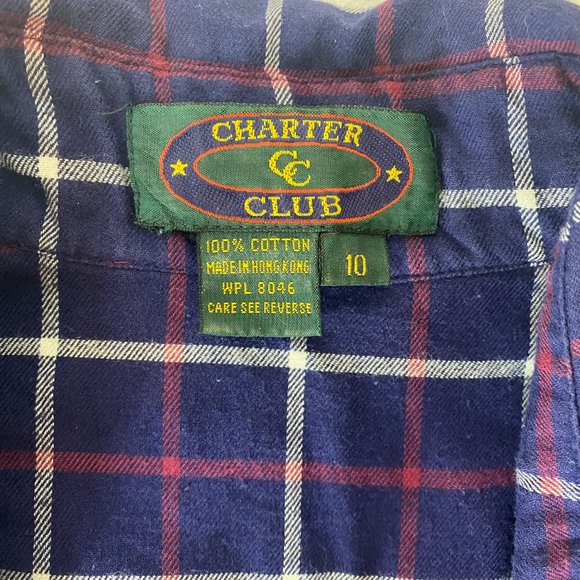 CHARTER
CC
CLUB
100% COTTON
MADE IN HONG KONG
WPL 8046
CARE SEE REVERSE
10